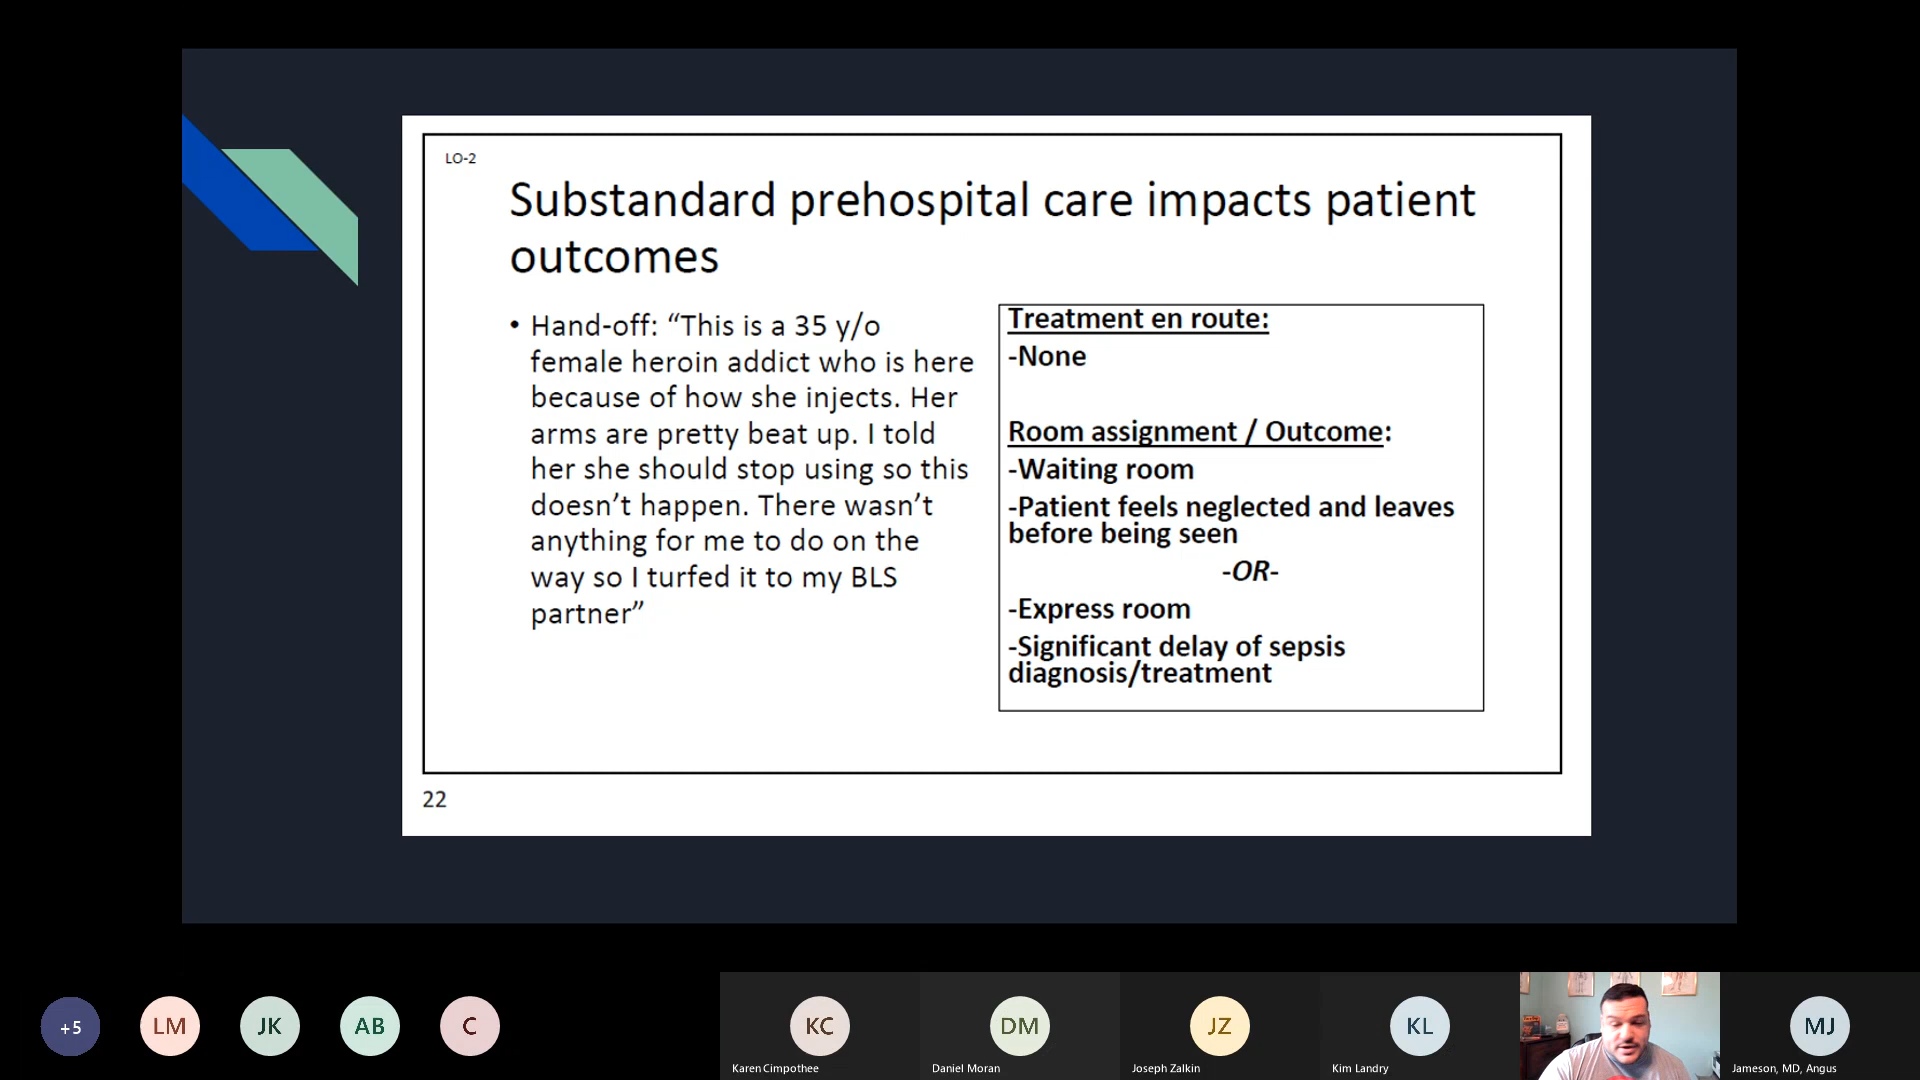 LO-2
Substandard prehospital care impacts patient
outcomes
• Hand-off: “This is a 35 y/o
female heroin addict who is here
because of how she injects. Her
arms are pretty beat up. I told
her she should stop using so this
doesn’t happen. There wasn’t
anything for me to do on the
way so I turfed it to my BLS
partner”
Treatment en route:
-None
Room assignment / Outcome:
-Waiting room
-Patient feels neglected and leaves
before being seen
-OR-
-Express room
-Significant delay of sepsis
diagnosis/treatment
22
+5
LM
JK
AB
C
KC
DM
JZ
KL
MJ
Karen Cimpothee
Daniel Moran
Joseph Zalkin
Kim Landry
Jameson, MD, Angus